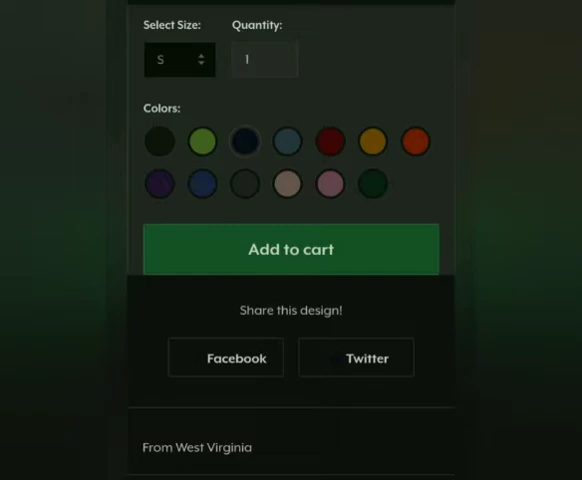 Select Size: Quantity:
S 1
Colors:
Add to cart
Share this design!
Facebook Twitter
From West Virginia